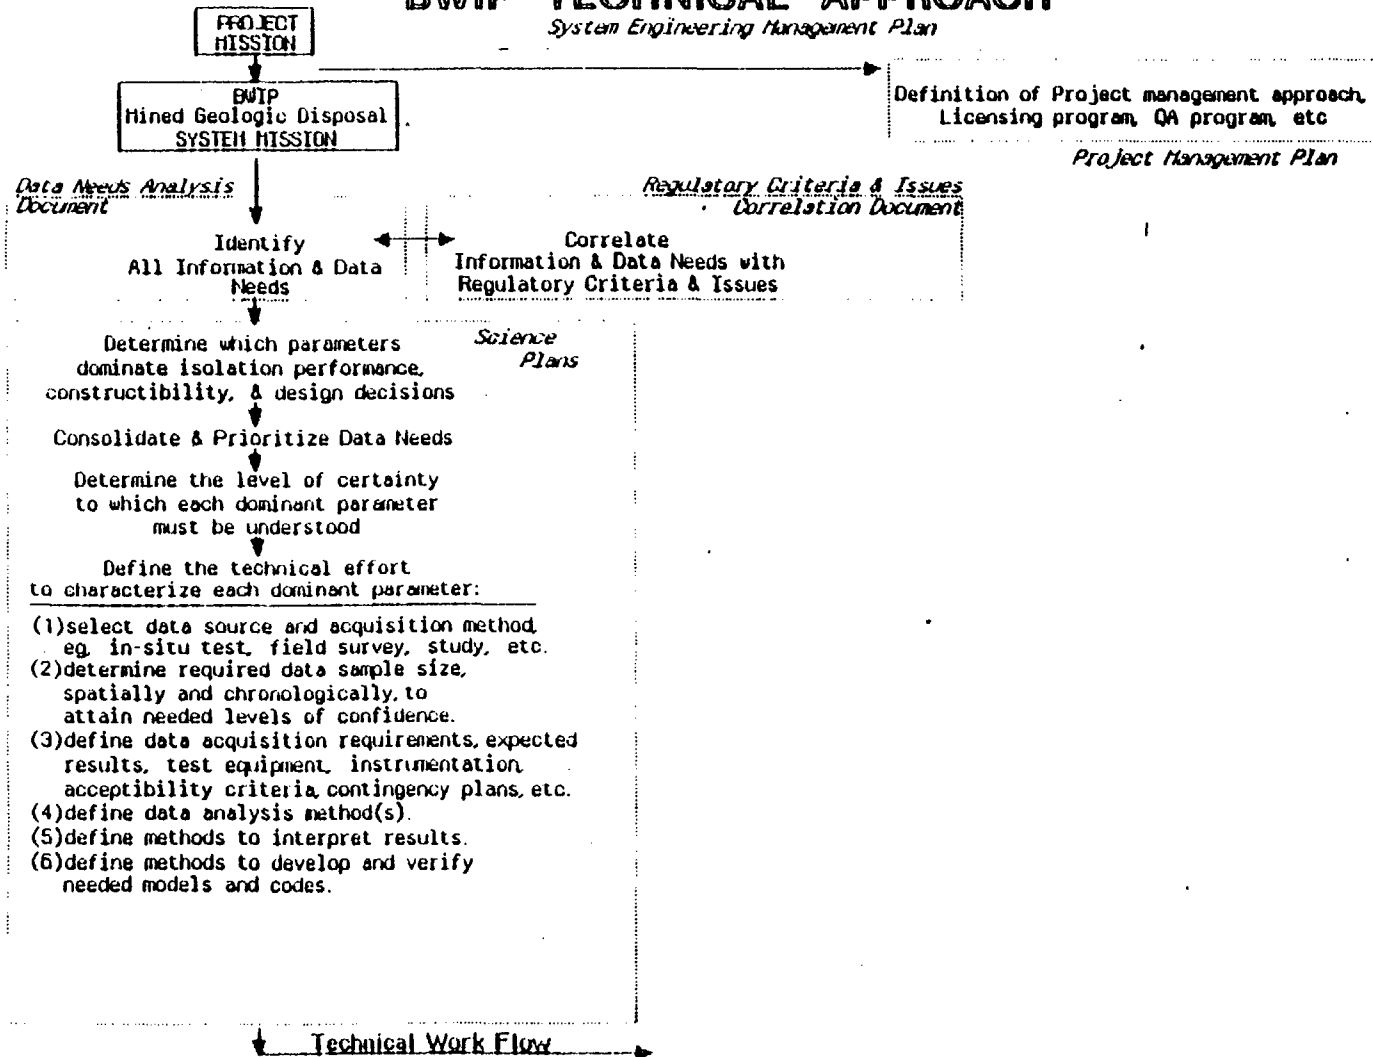 BWIP TECHNICAL APPROACH
System Engineering Management Plan
PROJECT
MISSION
BWIP
Mined Geologic Disposal
SYSTEM MISSION
Definition of Project management approach,
Licensing program, QA program, etc
Project Management Plan
Data Needs Analysis
Document
Regulatory Criteria & Issues
Correlation Document
Identify
All Information & Data
Needs
Correlate
Information & Data Needs with
Regulatory Criteria & Issues
Science
Plans
Determine which parameters
dominate isolation performance,
constructibility, & design decisions
Consolidate & Prioritize Data Needs
Determine the level of certainty
to which each dominant parameter
must be understood
Define the technical effort
to characterize each dominant parameter:
(1)select data source and acquisition method,
eg, in-situ test, field survey, study, etc.
(2)determine required data sample size,
spatially and chronologically, to
attain needed levels of confidence.
(3)define data acquisition requirements, expected
results, test equipment, instrumentation,
acceptibility criteria, contingency plans, etc.
(4)define data analysis method(s).
(5)define methods to interpret results.
(6)define methods to develop and verify
needed models and codes.
Technical Work Flow